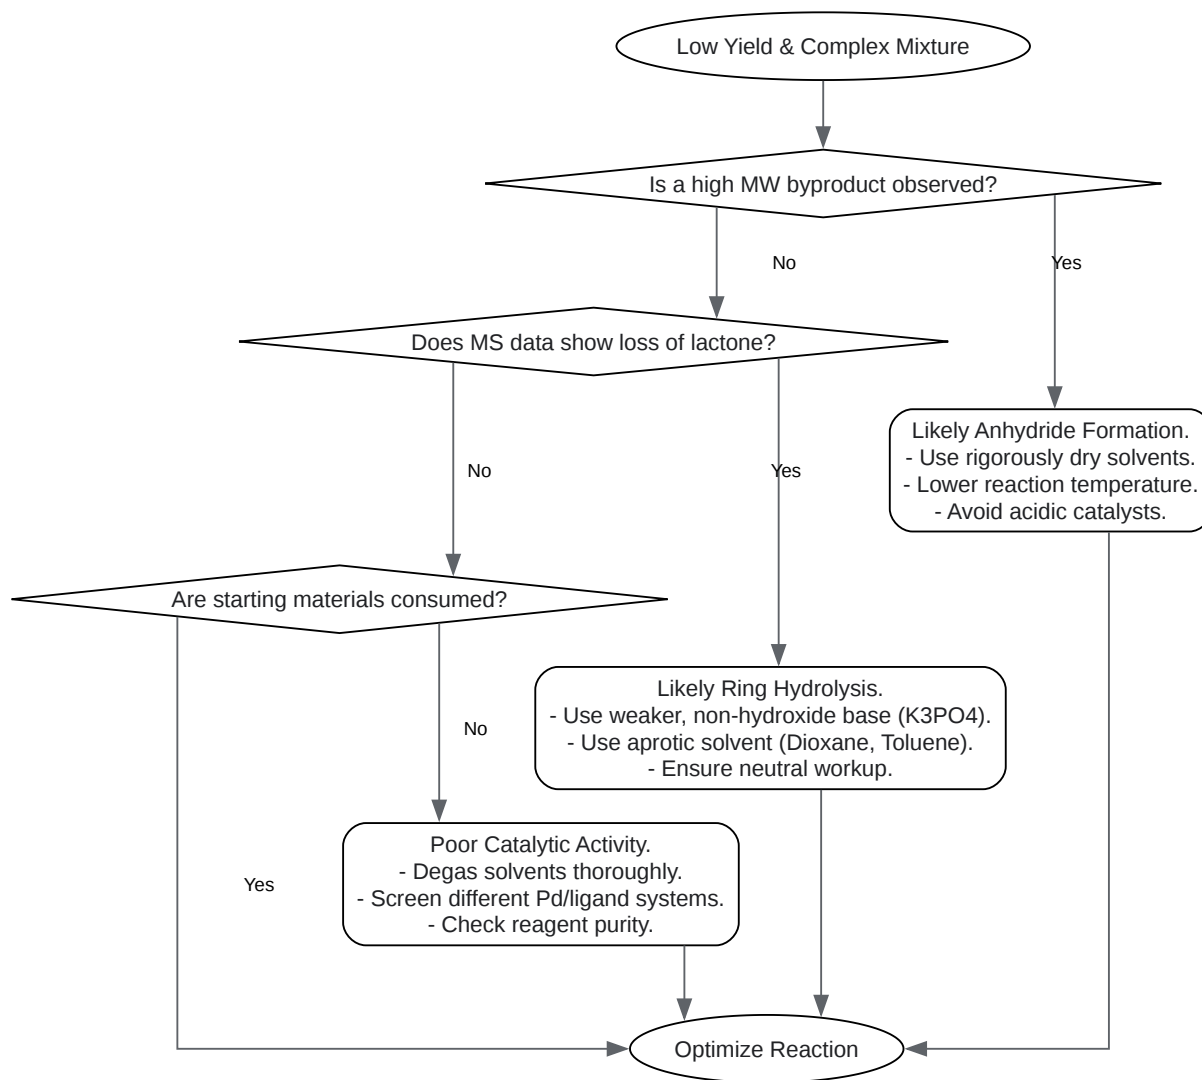 Low Yield & Complex Mixture
Is a high MW byproduct observed?
No
Yes
Does MS data show loss of lactone?
Likely Anhydride Formation.
- Use rigorously dry solvents.
- Lower reaction temperature.
- Avoid acidic catalysts.
No
Yes
Are starting materials consumed?
Likely Ring Hydrolysis.
- Use weaker, non-hydroxide base (K3PO4).
- Use aprotic solvent (Dioxane, Toluene).
- Ensure neutral workup.
No
Poor Catalytic Activity.
- Degas solvents thoroughly.
- Screen different Pd/ligand systems.
- Check reagent purity.
Yes
Optimize Reaction